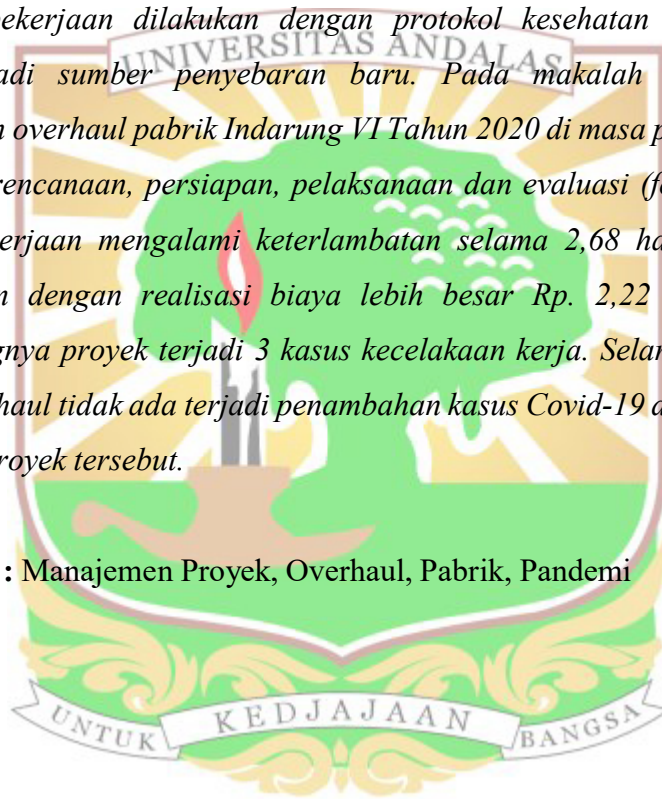 pekerjaan dilakukan dengan protokol kesehatan
UNIVERSITAS ANDALAS
adi sumber penyebaran baru. Pada makalah
overhaul pabrik Indarung VI Tahun 2020 di masa p
rencanaan, persiapan, pelaksanaan dan evaluasi (f
erjaan mengalami keterlambatan selama 2,68 ha
dengan realisasi biaya lebih besar Rp. 2,22
gnya proyek terjadi 3 kasus kecelakaan kerja. Sela
haul tidak ada terjadi penambahan kasus Covid-19 d
royek tersebut.
: Manajemen Proyek, Overhaul, Pabrik, Pandemi
UNTUK KEDJAJAAN BANGSA